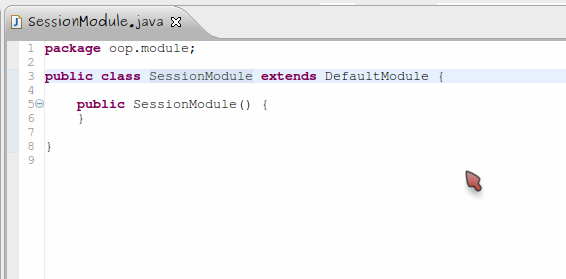 SessionModule.java
1 package oop.module;
2
3 public class SessionModule extends DefaultModule {
4
5     public SessionModule() {
6     }
7
8 }
9